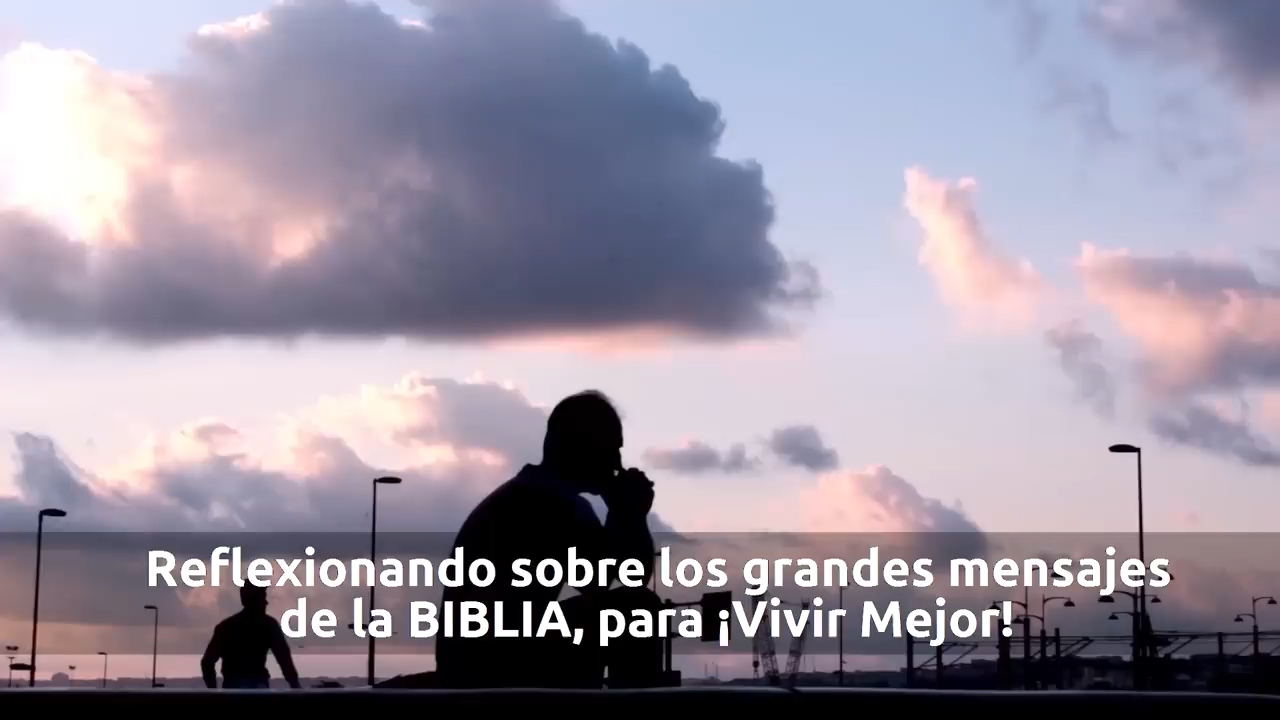 Reflexionando sobre los grandes mensajes
de la BIBLIA, para ¡Vivir Mejor!